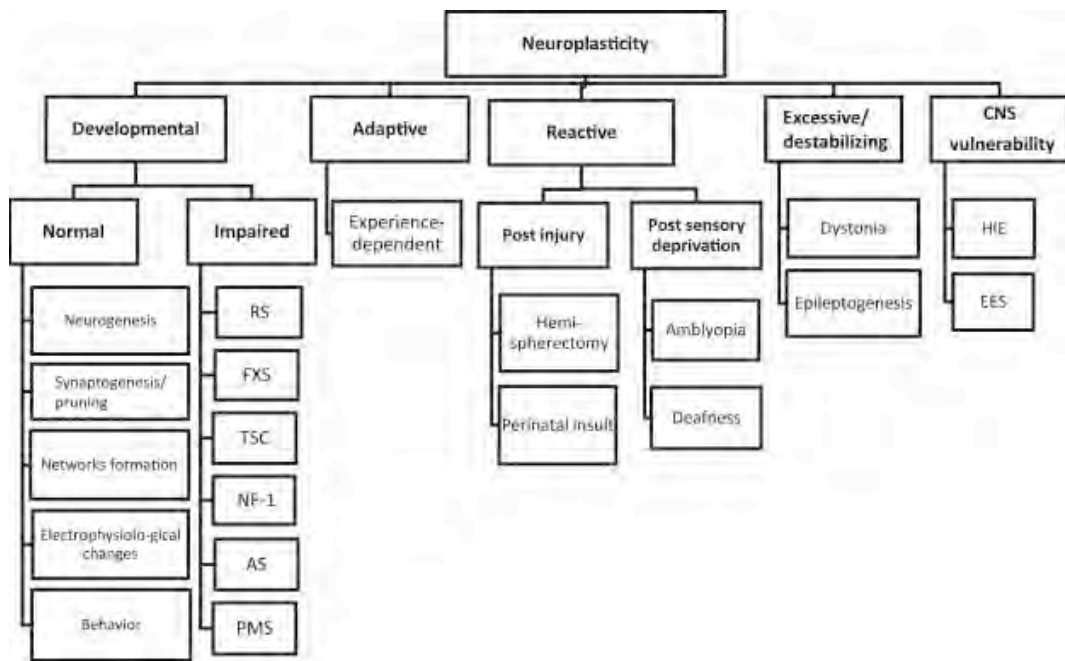 Neuroplasticity
Developmental
Adaptive
Reactive
Excessive/
destabilizing
CNS
vulnerability
Normal
Impaired
Experience-
dependent
Post injury
Post sensory
deprivation
Dystonia
HIE
Neurogenesis
RS
Hemi-
spherectomy
Amblyopia
Epileptogenesis
EES
Synaptogenesis/
pruning
FXS
Perinatal insult
Deafness
Networks formation
TSC
NF-1
Electrophysiolo-gical
changes
AS
Behavior
PMS